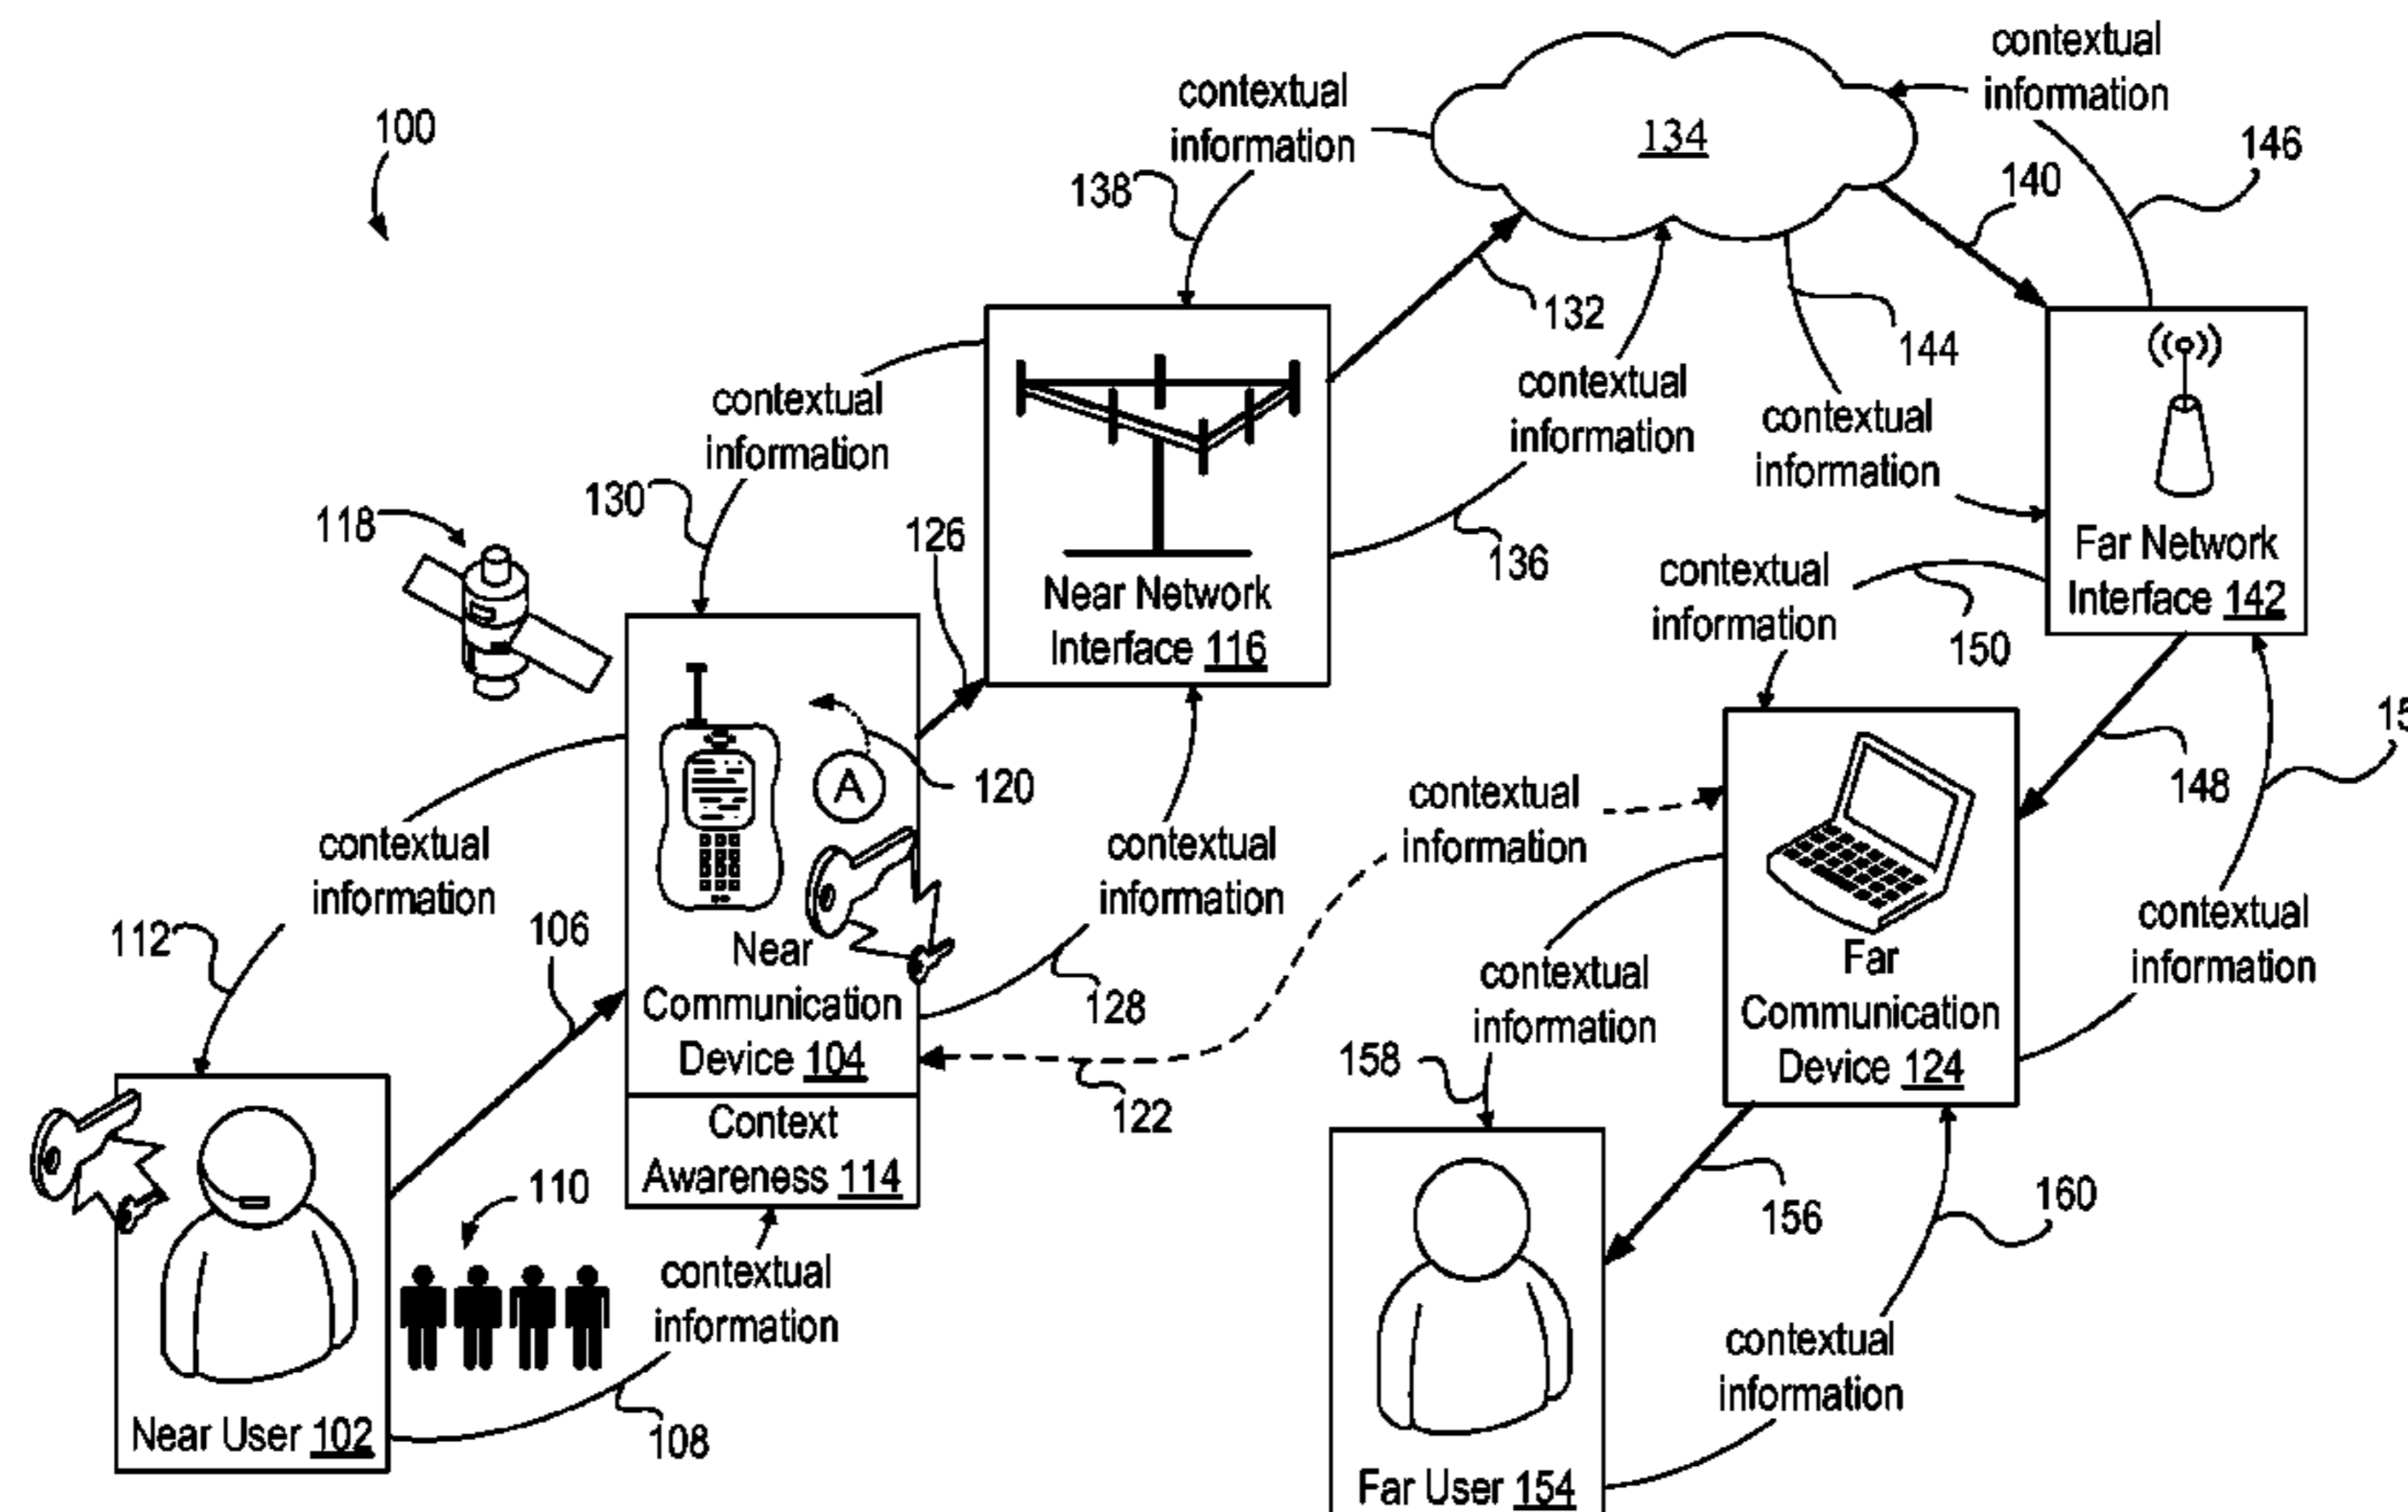 100
contextual
information
138
134
contextual
information
146
140
132
144
contextual
information
130
118
126
Near Network
Interface 116
contextual
information
136
contextual
information
Far Network
Interface 142
contextual
information
150
148
120
A
contextual
information
112
106
Near
Communication
Device 104
Context
Awareness 114
contextual
information
128
122
contextual
information
Far
Communication
Device 124
contextual
information
contextual
information
158
110
contextual
information
108
Near User 102
156
160
contextual
information
Far User 154